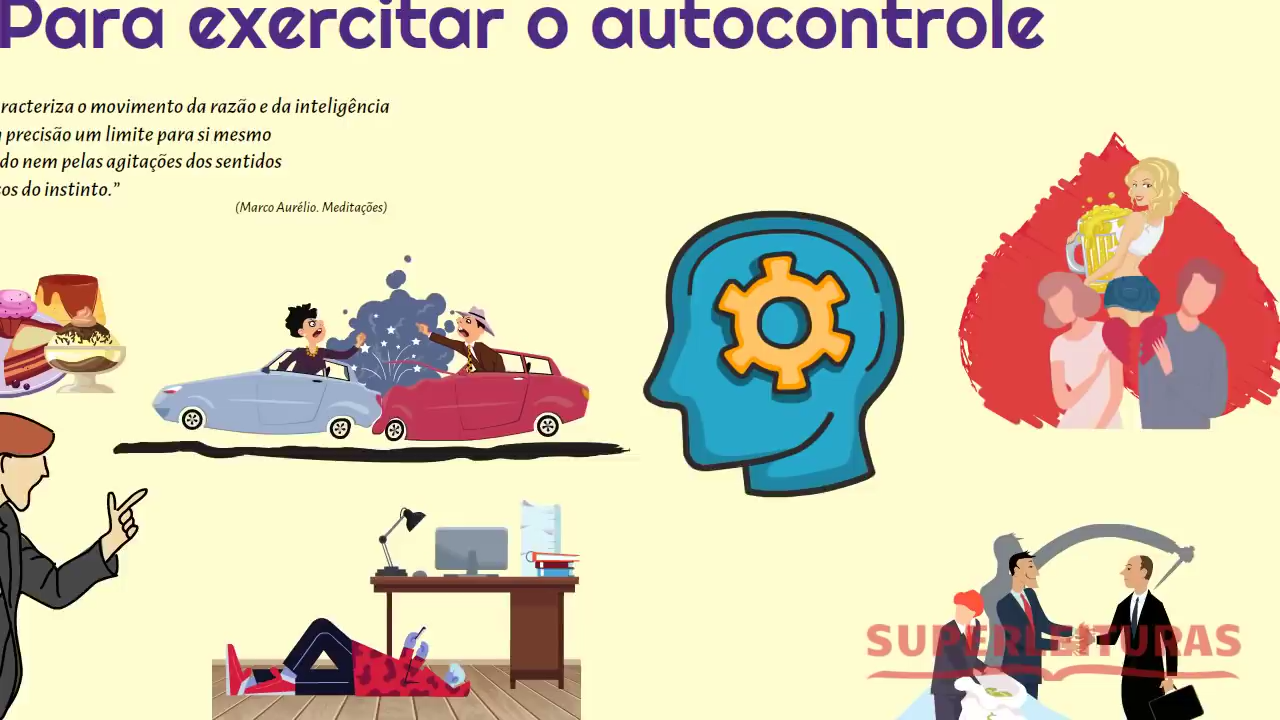 Para exercitar o autocontrole
racteriza o movimento da razão e da inteligência
precisão um limite para si mesmo
do nem pelas agitações dos sentidos
os do instinto.”
(Marco Aurélio. Meditações)
SUPERLEITURAS